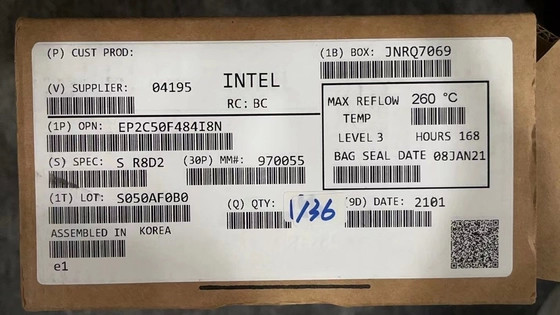 (P) CUST PROD:
(1B) BOX: JNRQ7069
(V) SUPPLIER: 04195
INTEL
RC: BC
MAX REFLOW 260 °C
TEMP
LEVEL 3 HOURS 168
BAG SEAL DATE 08JAN21
(1P) OPN: EP2C50F484I8N
(S) SPEC: S R8D2 (30P) MM#: 970055
(1T) LOT: S050AF0B0
(Q) QTY: 1/36 (9D) DATE: 2101
ASSEMBLED IN KOREA
e1